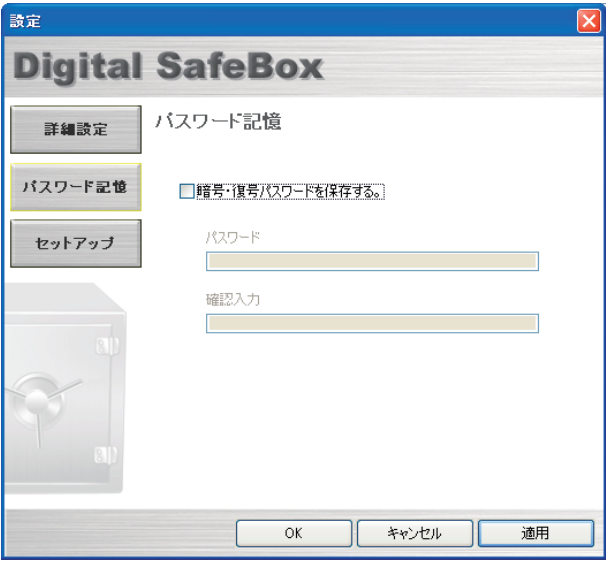 設定
Digital SafeBox
詳細設定
パスワード記憶
パスワード記憶
暗号・復号パスワードを保存する。
セットアップ
パスワード
確認入力
OK
キャンセル
適用